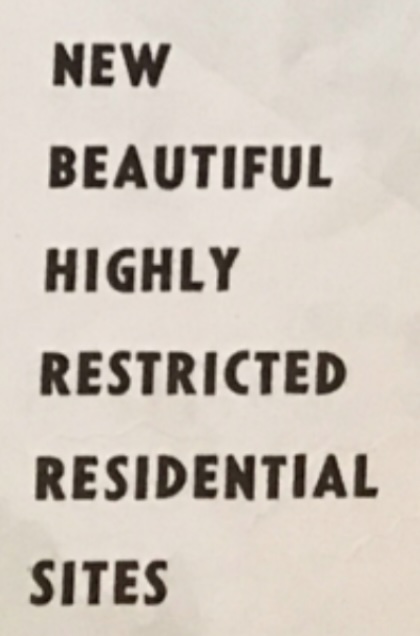 NEW
BEAUTIFUL
HIGHLY
RESTRICTED
RESIDENTIAL
SITES